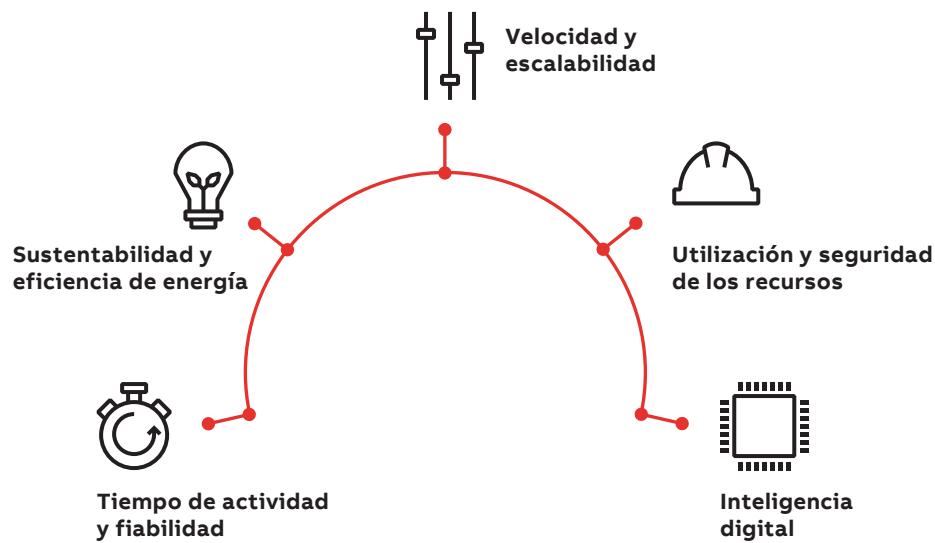 Velocidad y
escalabilidad
Sustentabilidad y
eficiencia de energía
Utilización y seguridad
de los recursos
Tiempo de actividad
y fiabilidad
Inteligencia
digital